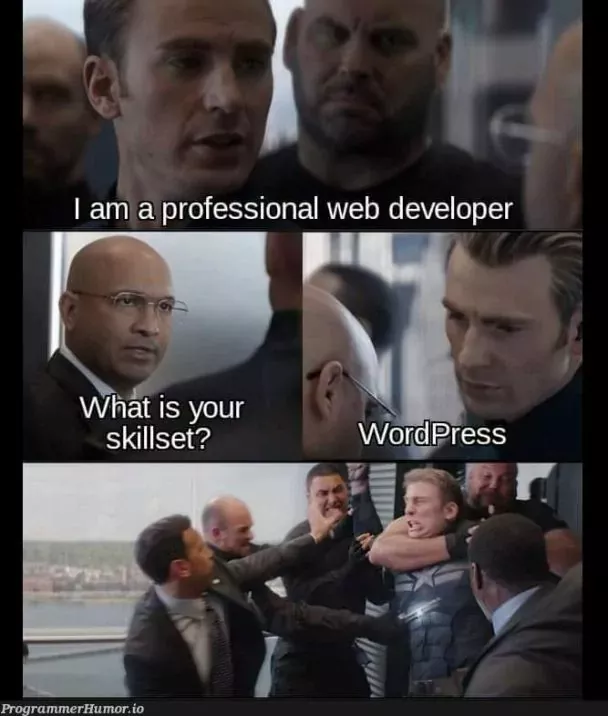 I am a professional web developer
What is your
skillset?
WordPress
ProgrammerHumor.io